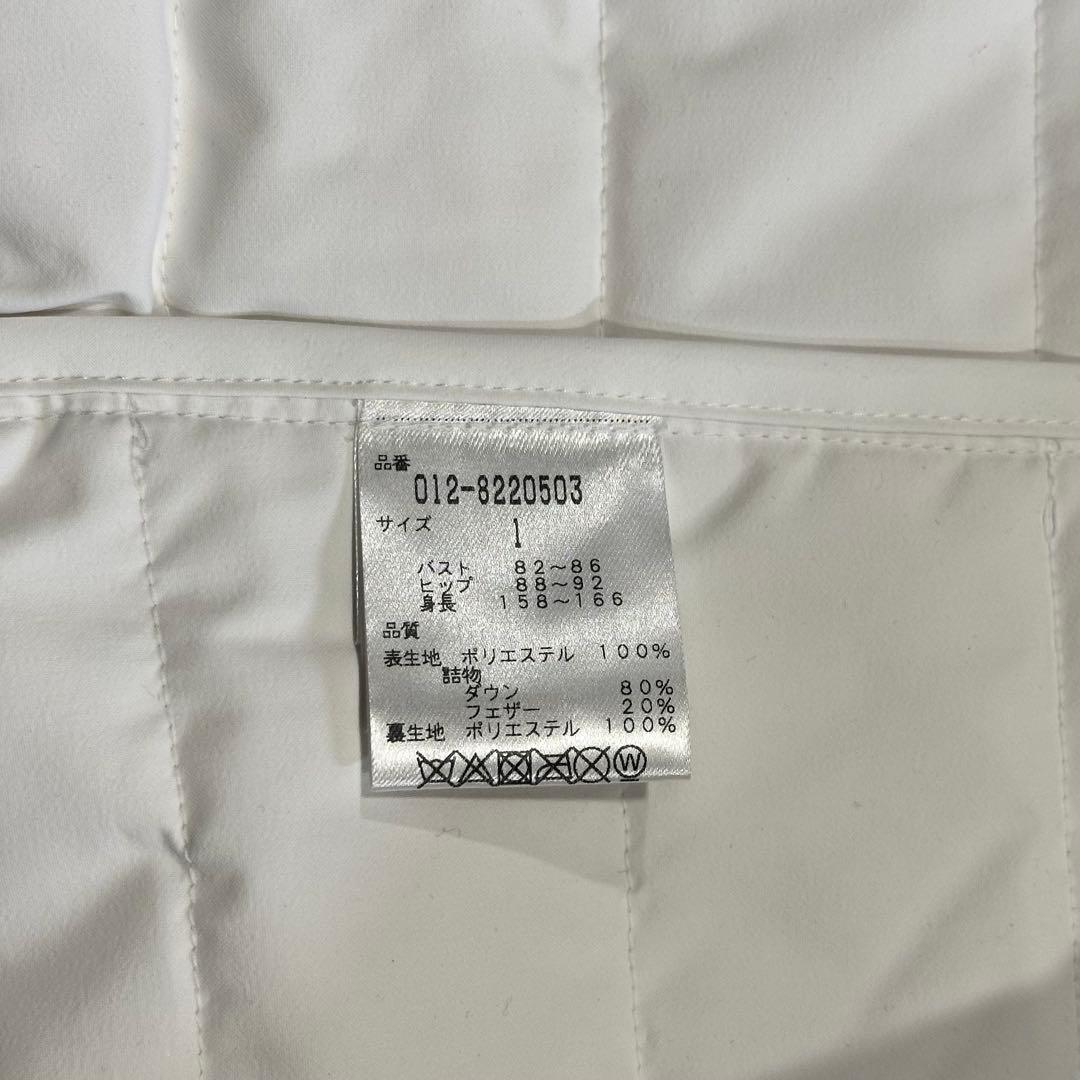 品番
012-8220503
サイズ 1
バスト 82~86
ヒップ 88~92
身長 158~166
品質
表生地 ポリエステル 100%
詰物
ダウン 80%
フェザー 20%
裏生地 ポリエステル 100%
W